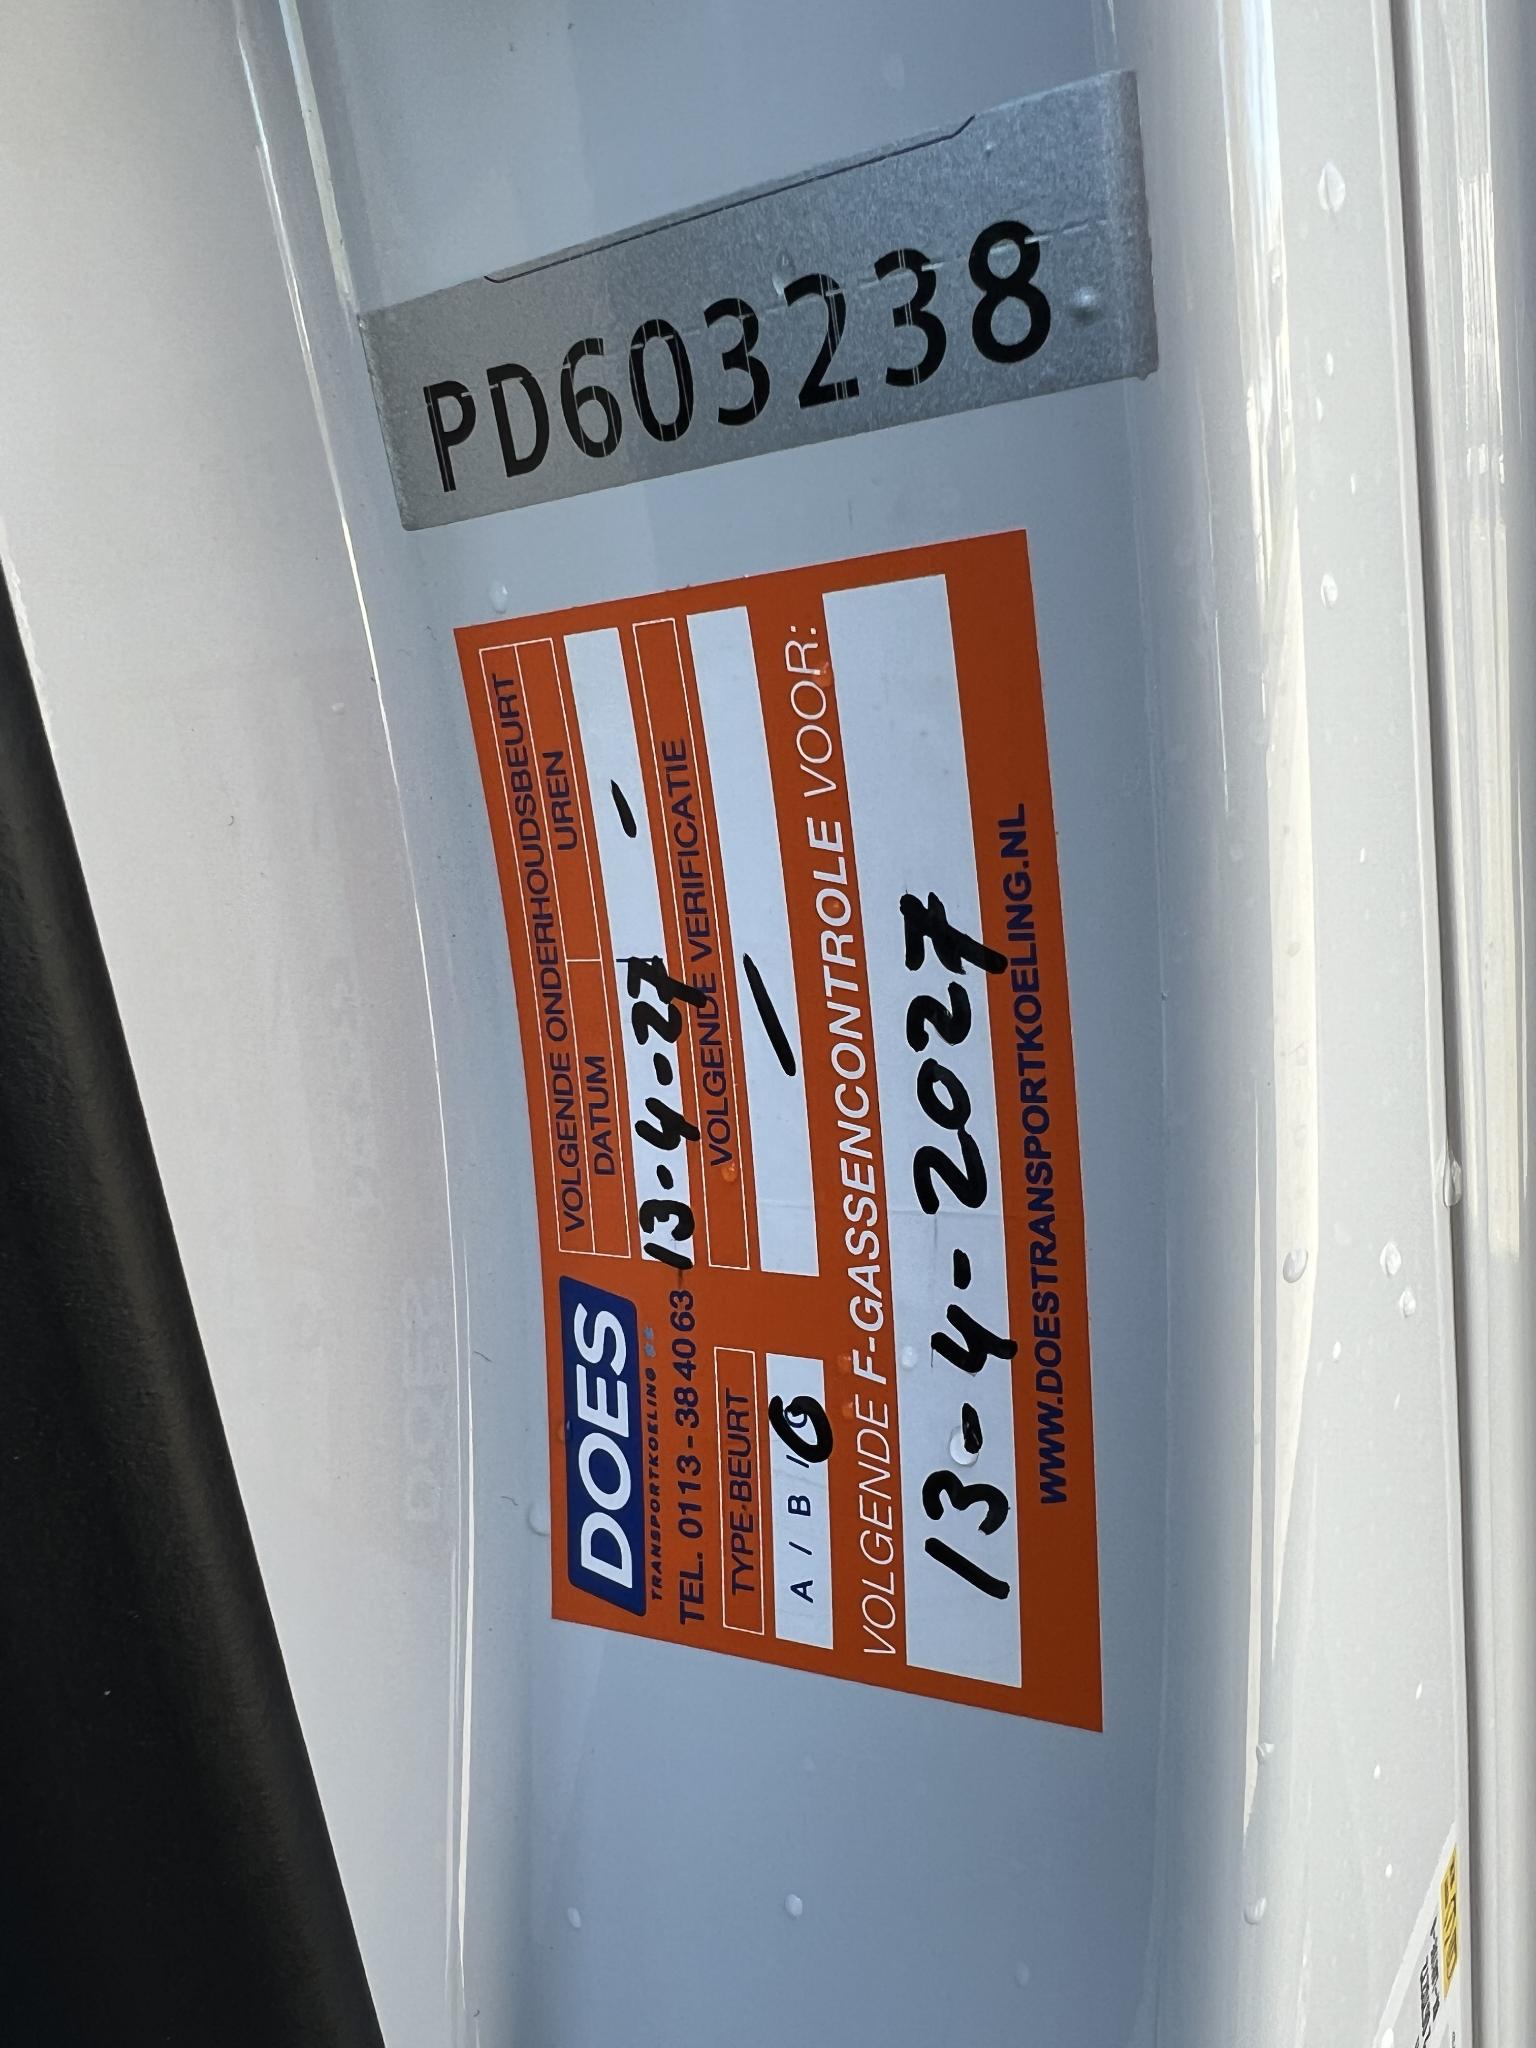 PD603238
DOES
TRANSPORTKOELING
TEL. 0113 - 38 40 63
VOLGENDE ONDERHOUDSBEURT
DATUM UREN
13-4-27 -
VOLGENDE VERIFICATIE
-
TYPE-BEURT
A / B / C
VOLGENDE F-GASSENCONTROLE VOOR:
13-4-2027
WWW.DOESTRANSPORTKOELING.NL